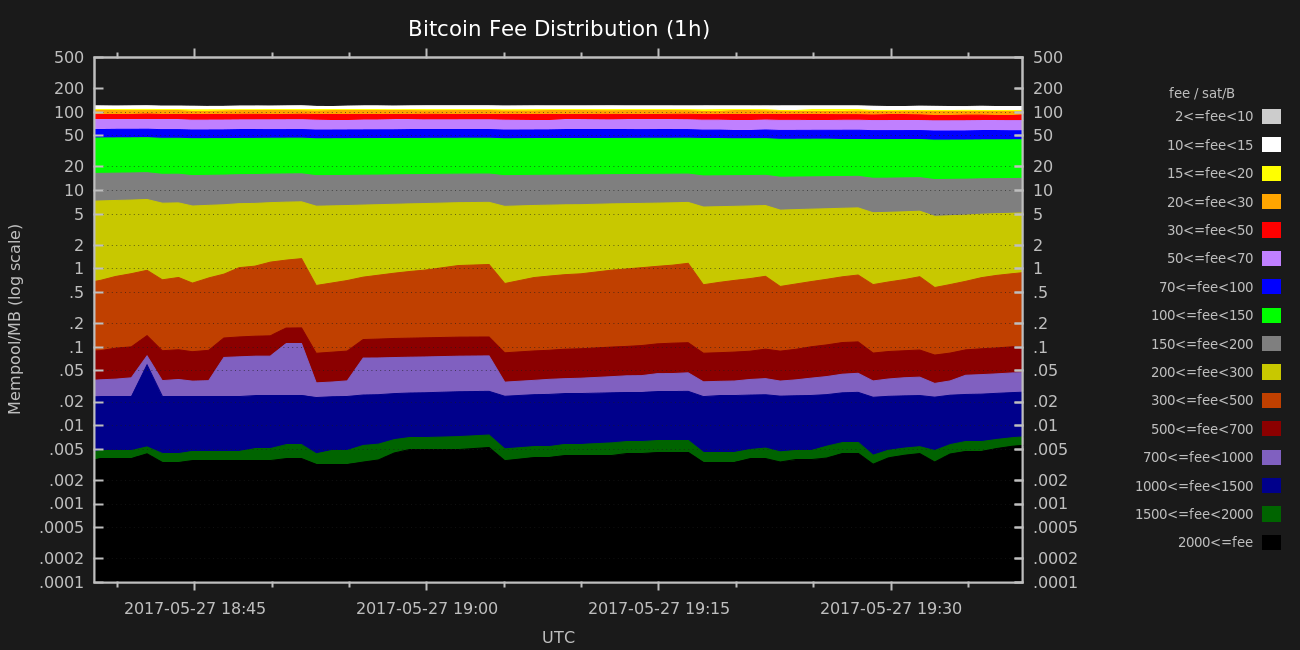 Bitcoin Fee Distribution (1h)
Mempool/MB (log scale)
500
200
100
50
20
10
5
2
1
.5
.2
.1
.05
.02
.01
.005
.002
.001
.0005
.0002
.0001
500
200
100
50
20
10
5
2
1
.5
.2
.1
.05
.02
.01
.005
.002
.001
.0005
.0002
.0001
2017-05-27 18:45
2017-05-27 19:00
2017-05-27 19:15
2017-05-27 19:30
UTC
fee / sat/B
2<=fee<10
10<=fee<15
15<=fee<20
20<=fee<30
30<=fee<50
50<=fee<70
70<=fee<100
100<=fee<150
150<=fee<200
200<=fee<300
300<=fee<500
500<=fee<700
700<=fee<1000
1000<=fee<1500
1500<=fee<2000
2000<=fee